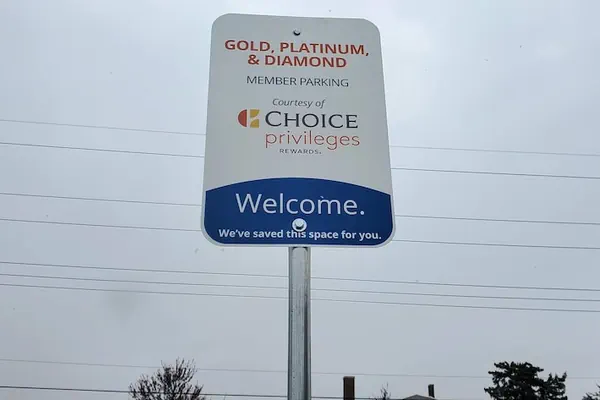 GOLD, PLATINUM,
& DIAMOND
MEMBER PARKING
Courtesy of
CHOICE
privileges
REWARDS
Welcome.
We've saved this space for you.